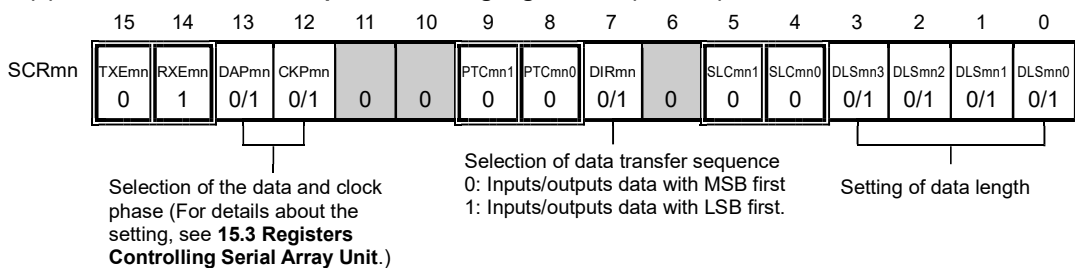 15 14 13 12 11 10 9 8 7 6 5 4 3 2 1 0
SCRmn TXEmn RXEmn DAPmn CKPmn PTCmn1 PTCmn0 DIRmn SLCmn1 SLCmn0 DLSmn3 DLSmn2 DLSmn1 DLSmn0
0 1 0/1 0/1 0 0 0 0 0/1 0 0 0 0/1 0/1 0/1 0/1
Selection of the data and clock
phase (For details about the
setting, see 15.3 Registers
Controlling Serial Array Unit.)
Selection of data transfer sequence
0: Inputs/outputs data with MSB first
1: Inputs/outputs data with LSB first.
Setting of data length